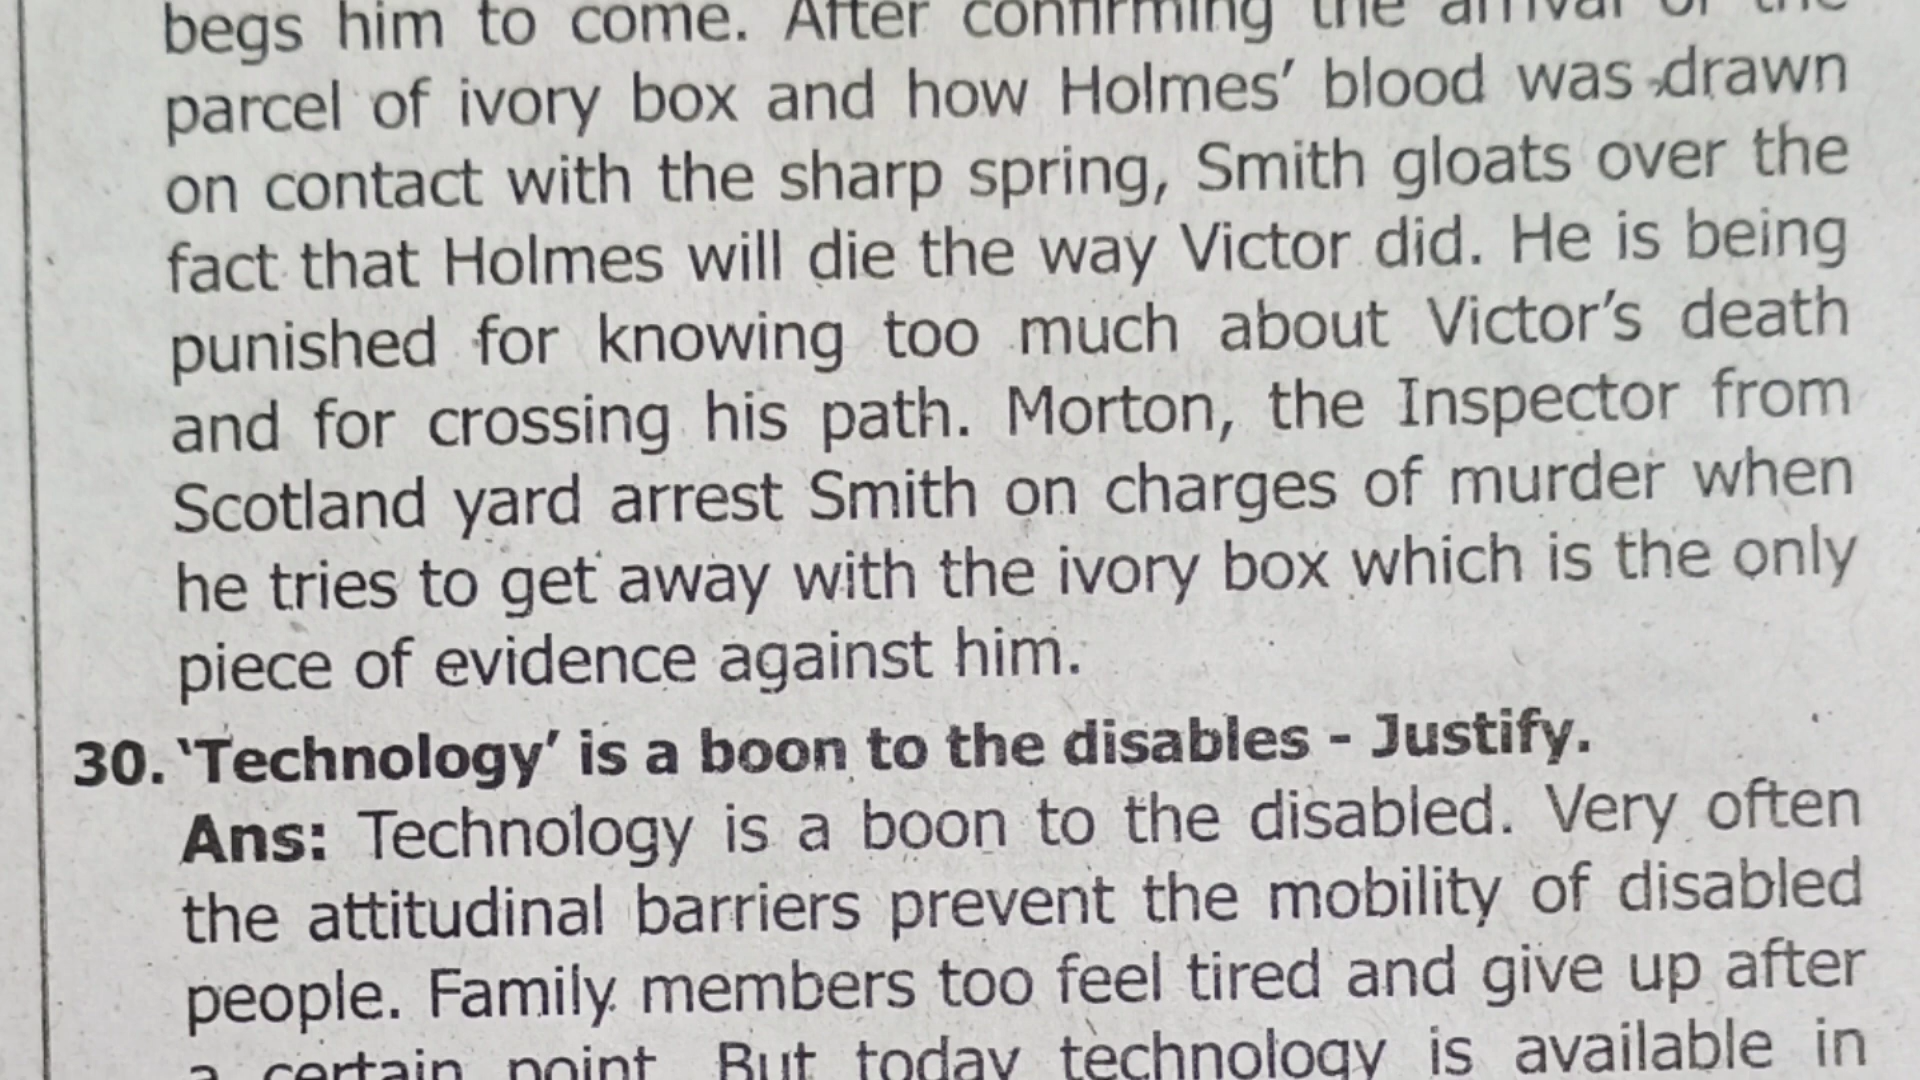 begs him to come. After confirming the arrival of the
parcel of ivory box and how Holmes' blood was drawn
on contact with the sharp spring, Smith gloats over the
fact that Holmes will die the way Victor did. He is being
punished for knowing too much about Victor's death
and for crossing his path. Morton, the Inspector from
Scotland yard arrest Smith on charges of murder when
he tries to get away with the ivory box which is the only
piece of evidence against him.
30. 'Technology' is a boon to the disables - Justify.
Ans: Technology is a boon to the disabled. Very often
the attitudinal barriers prevent the mobility of disabled
people. Family members too feel tired and give up after
a certain point. But today technology is available in